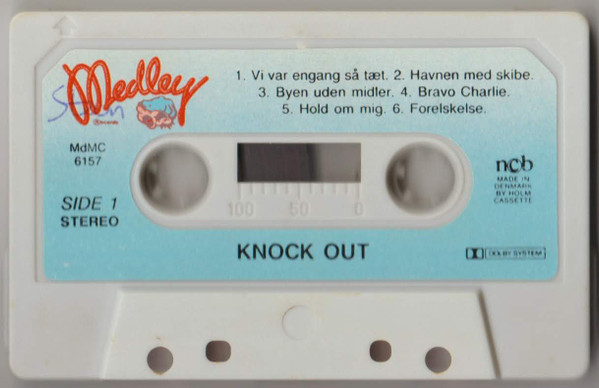 Medley
records
1. Vi var engang så tæt. 2. Havnen med skibe.
3. Byen uden midler. 4. Bravo Charlie.
5. Hold om mig. 6. Forelskelse.
MdMC
6157
SIDE 1
STEREO
100 50 0
ncb
MADE IN
DENMARK
BY HOLM
CASSETTE
KNOCK OUT
DOLBY SYSTEM